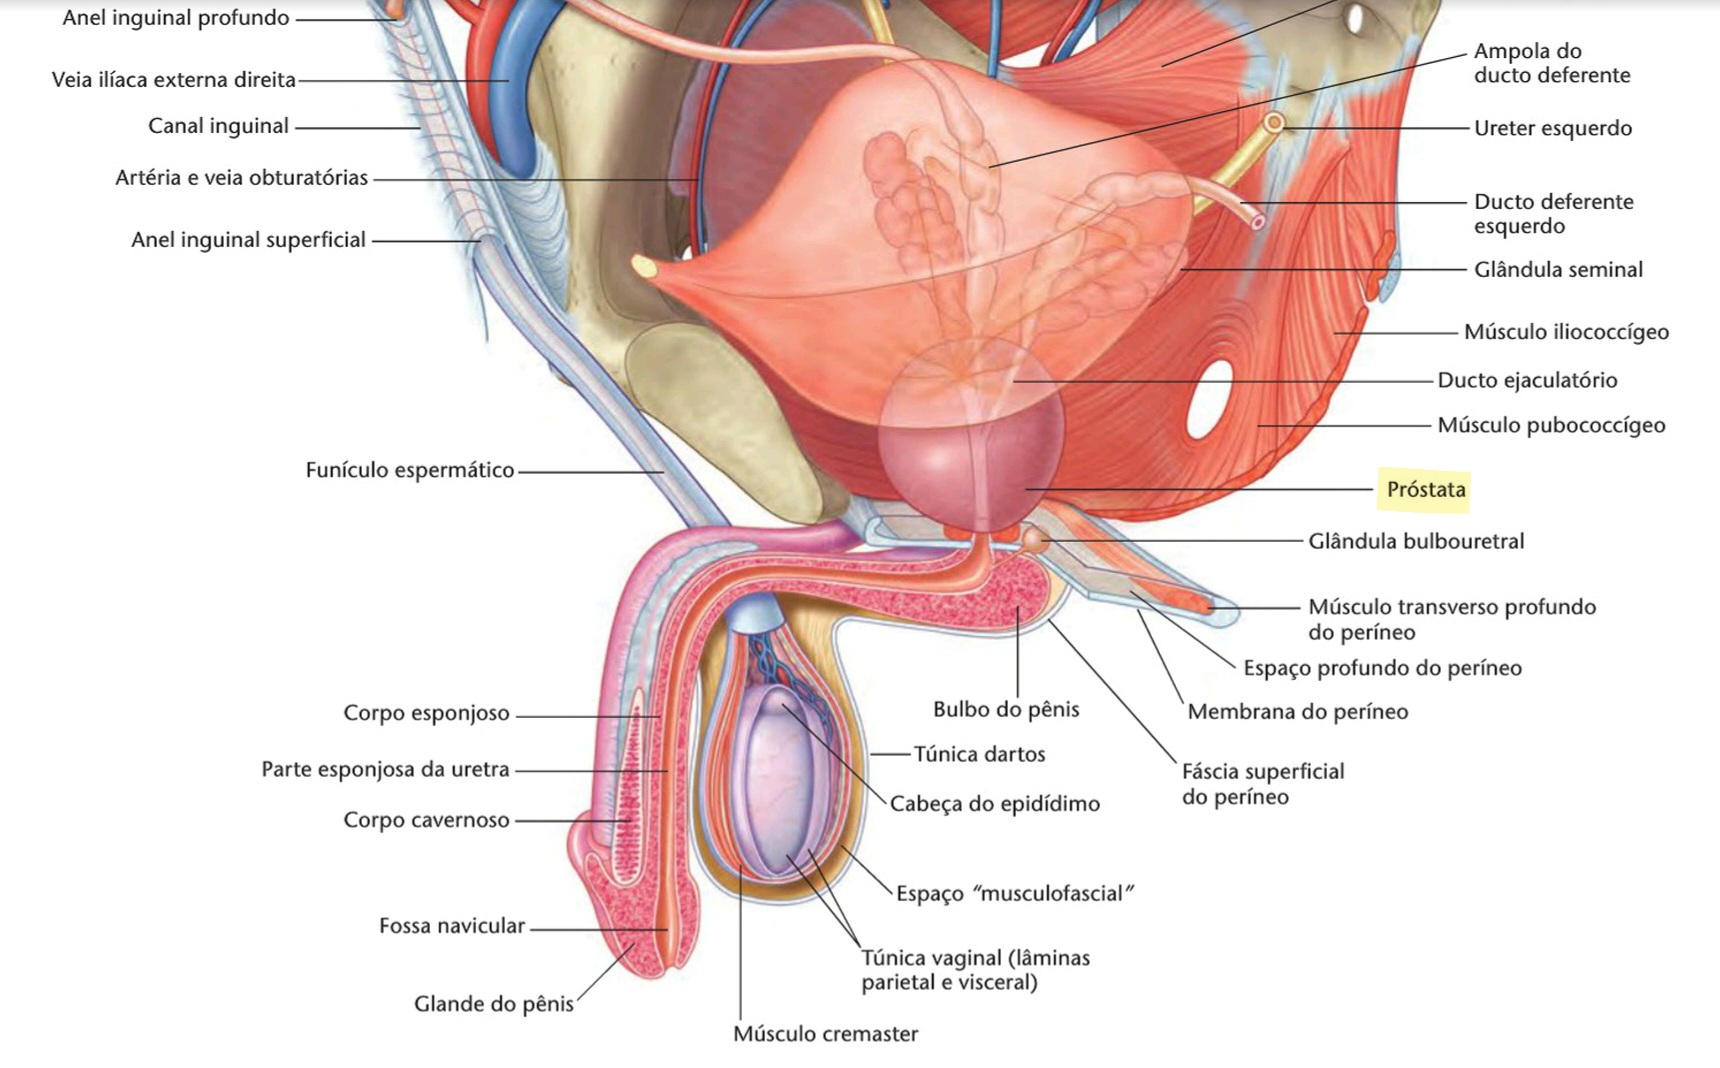 Anel inguinal profundo
Veia ilíaca externa direita
Canal inguinal
Artéria e veia obturatórias
Anel inguinal superficial
Funículo espermático
Corpo esponjoso
Parte esponjosa da uretra
Corpo cavernoso
Fossa navicular
Glande do pênis
Ampola do
ducto deferente
Ureter esquerdo
Ducto deferente
esquerdo
Glândula seminal
Músculo iliococcígeo
Ducto ejaculatório
Músculo pubococcígeo
Próstata
Glândula bulbouretral
Músculo transverso profundo
do períneo
Espaço profundo do períneo
Membrana do períneo
Fáscia superficial
do períneo
Bulbo do pênis
Túnica dartos
Cabeça do epidídimo
Espaço “musculofascial”
Túnica vaginal (lâminas
parietal e visceral)
Músculo cremaster